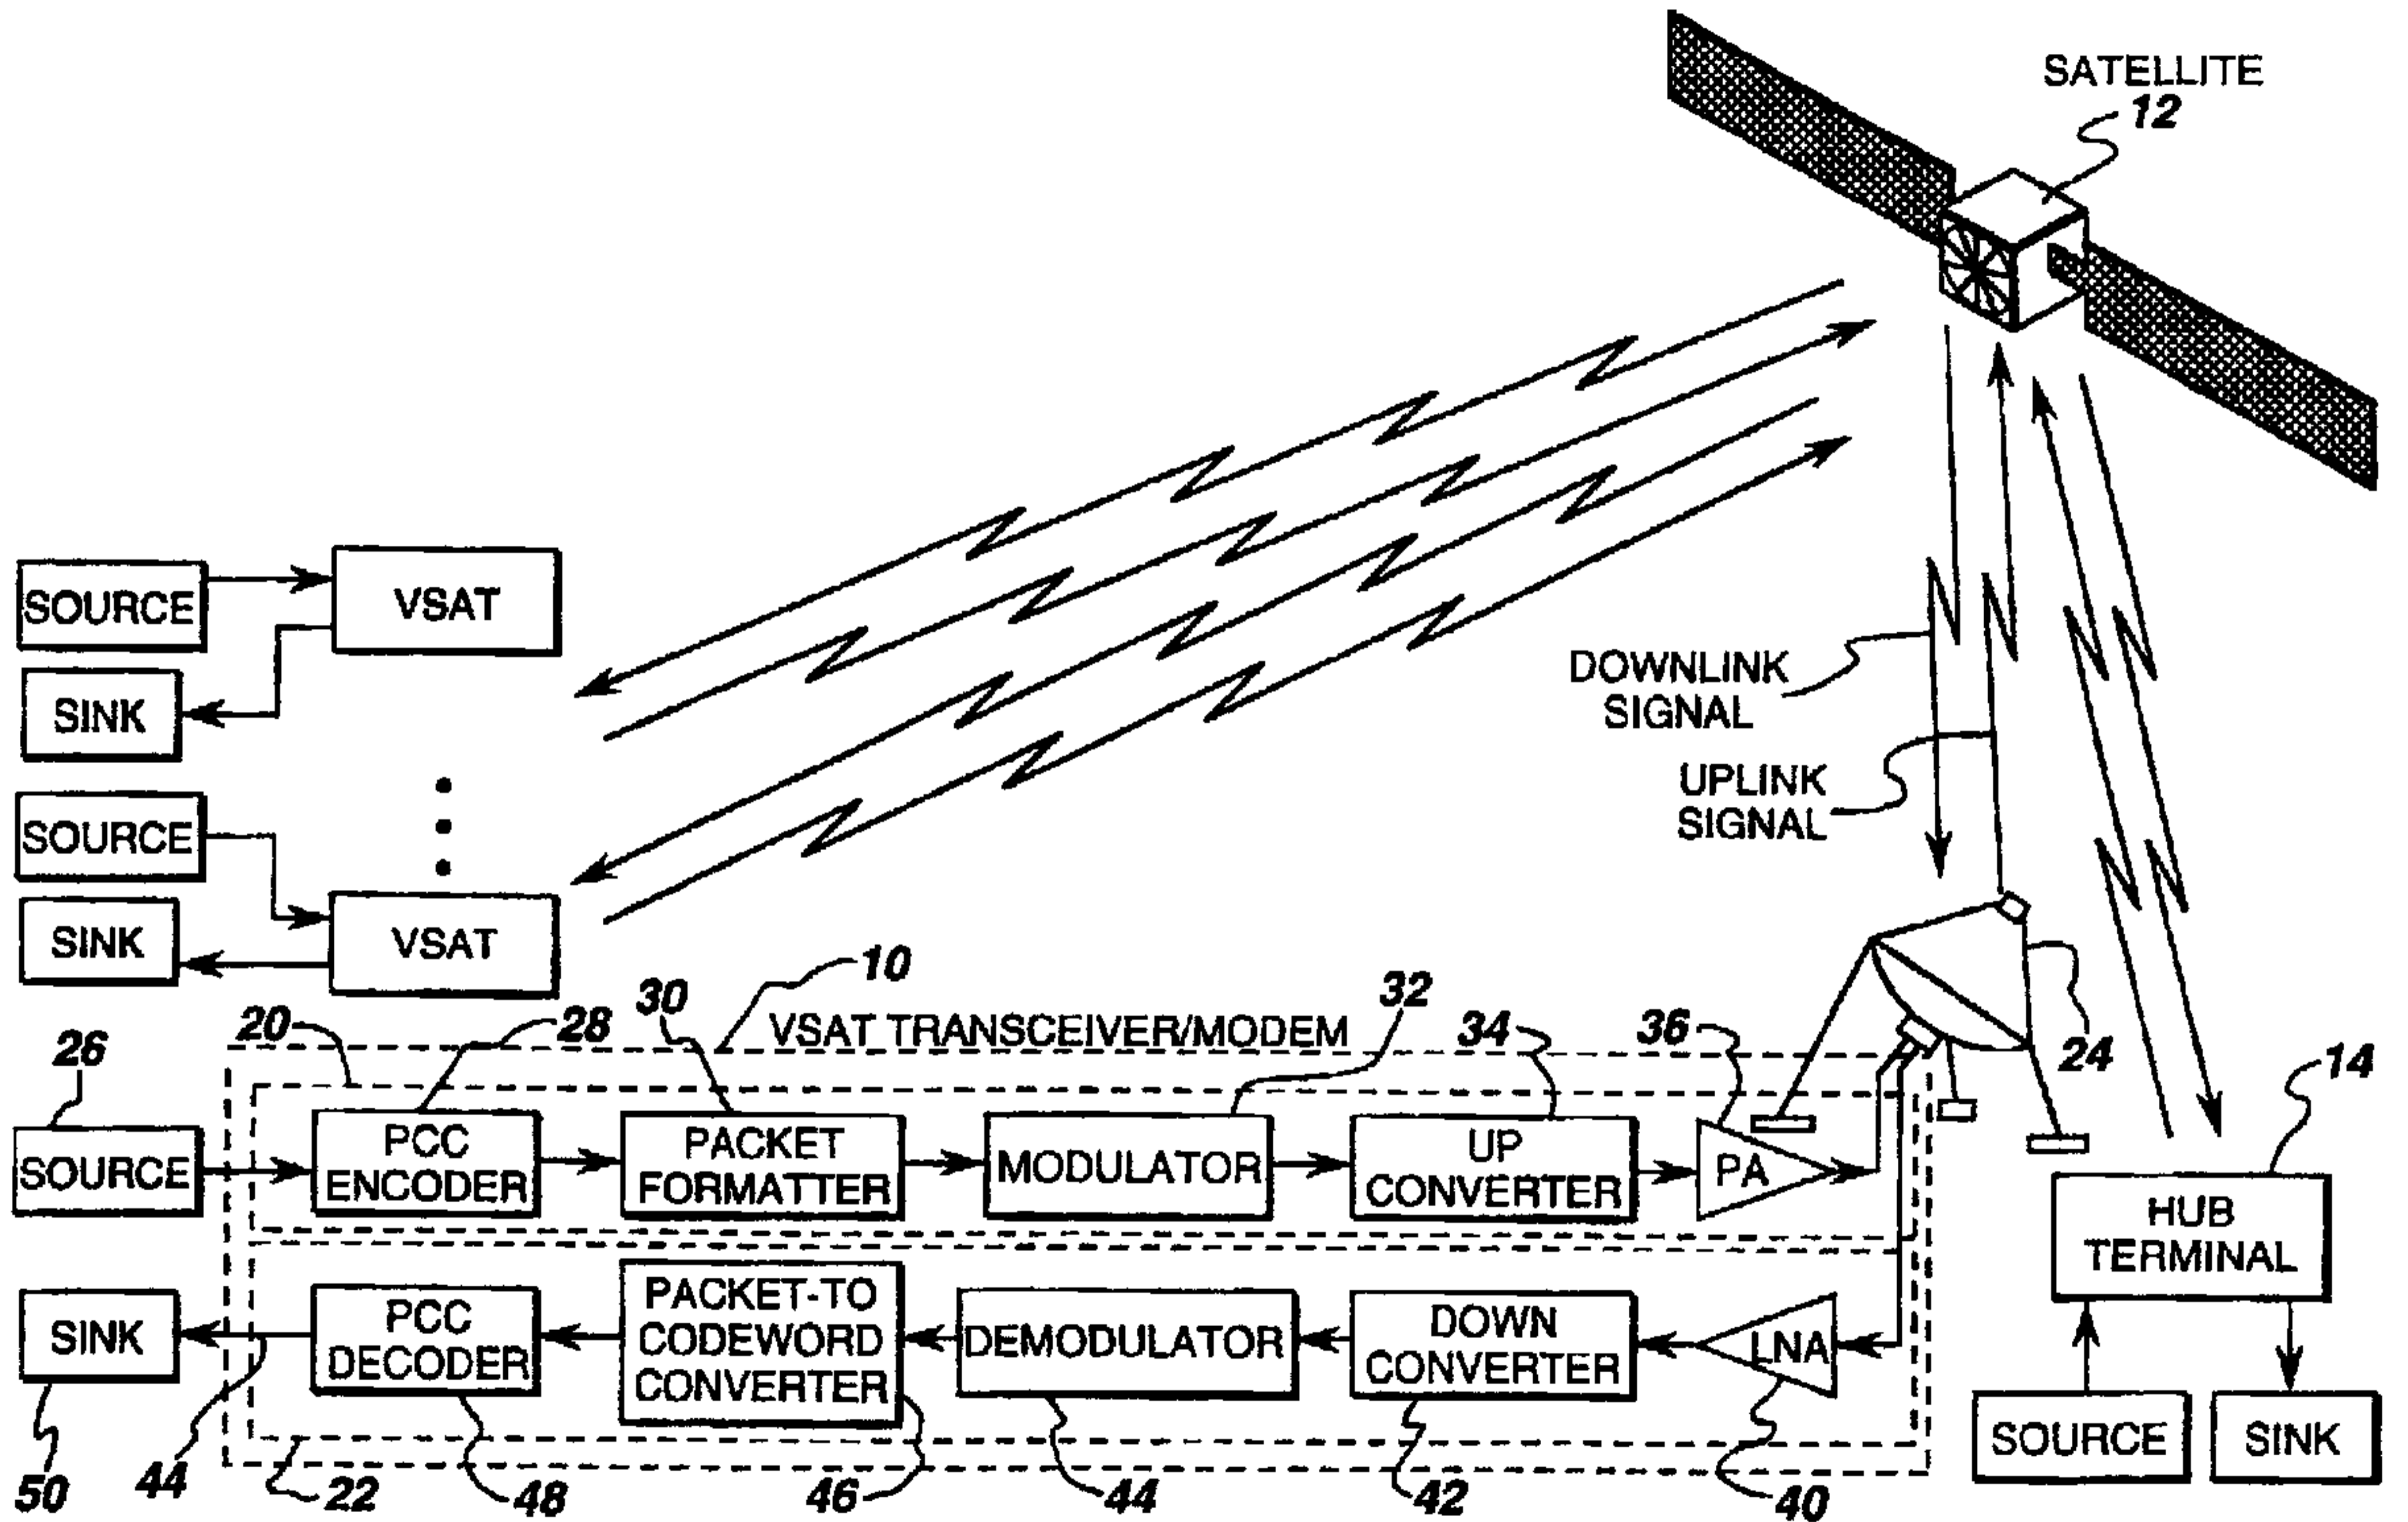 SATELLITE
12
SOURCE
VSAT
SINK
DOWNLINK
SIGNAL
UPLINK
SIGNAL
SOURCE
SINK
VSAT
10
30
32
20
28
VSAT TRANSCEIVER/MODEM
34
36
24
26
14
SOURCE
PCC
ENCODER
PACKET
FORMATTER
MODULATOR
UP
CONVERTER
PA
HUB
TERMINAL
SINK
PCC
DECODER
PACKET-TO
CODEWORD
CONVERTER
DEMODULATOR
DOWN
CONVERTER
LNA
SOURCE
SINK
50
44
22
48
46
44
42
40